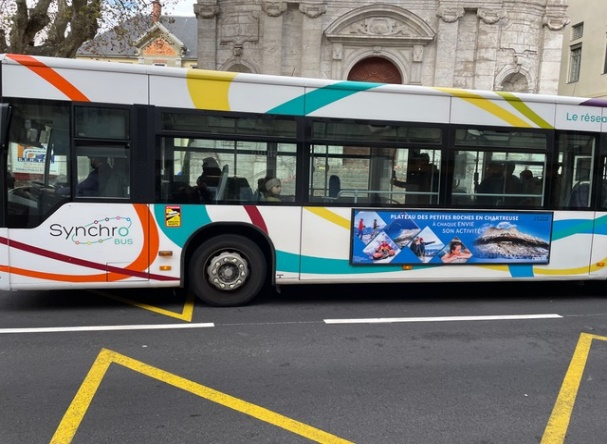 Le résea
Synchro
BUS
PLATEAU DES PETITES ROCHES EN CHARTREUSE
À CHAQUE ENVIE
SON ACTIVITÉ